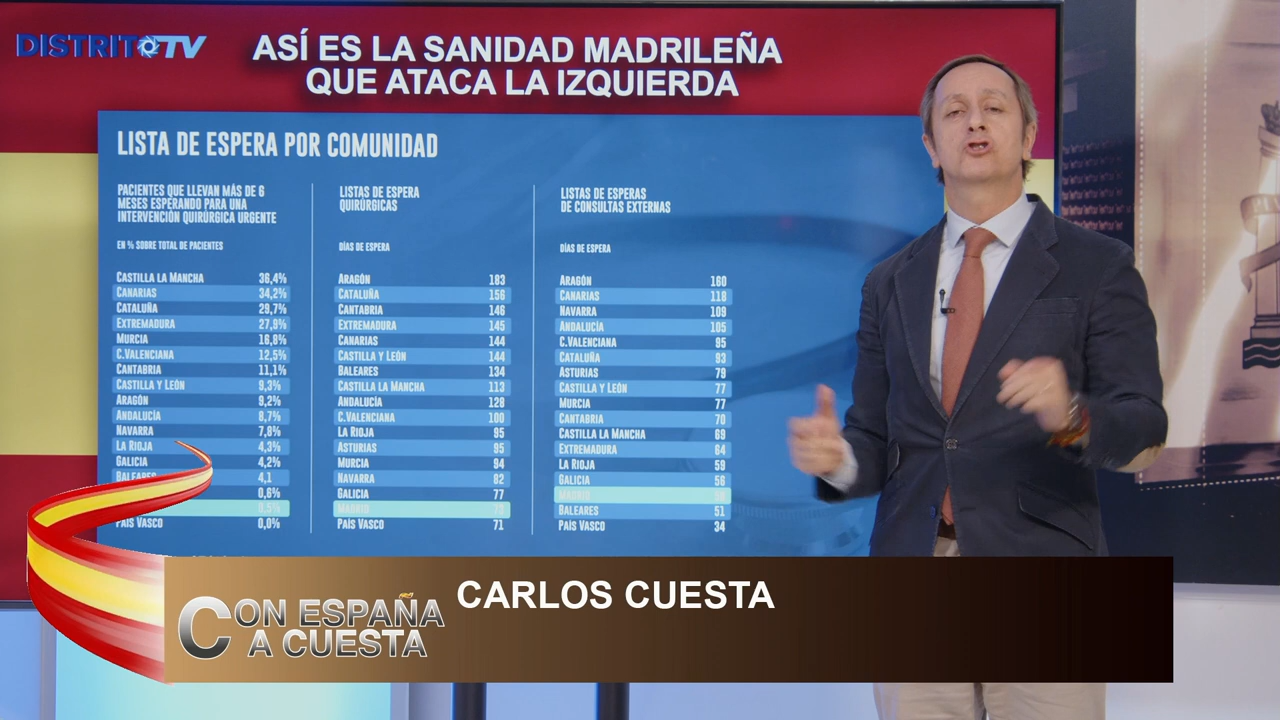 DISTRITO TV
ASÍ ES LA SANIDAD MADRILEÑA
QUE ATACA LA IZQUIERDA
LISTA DE ESPERA POR COMUNIDAD
PACIENTES QUE LLEVAN MÁS DE 6
MESES ESPERANDO PARA UNA
INTERVENCIÓN QUIRÚRGICA URGENTE
EN % SOBRE TOTAL DE PACIENTES
CASTILLA LA MANCHA 36,4%
CANARIAS 34,2%
CATALUÑA 29,7%
EXTREMADURA 27,9%
MURCIA 16,8%
C.VALENCIANA 12,5%
CANTABRIA 11,1%
CASTILLA Y LEÓN 9,3%
ARAGÓN 9,2%
ANDALUCÍA 8,7%
NAVARRA 7,8%
LA RIOJA 4,3%
GALICIA 4,2%
BALEARES 4,1
0,6%
0,5%
PAÍS VASCO 0,0%
LISTAS DE ESPERA
QUIRÚRGICAS
DÍAS DE ESPERA
ARAGÓN 183
CATALUÑA 156
CANTABRIA 146
EXTREMADURA 145
CANARIAS 144
CASTILLA Y LEÓN 144
BALEARES 134
CASTILLA LA MANCHA 113
ANDALUCÍA 128
C.VALENCIANA 100
LA RIOJA 95
ASTURIAS 95
MURCIA 94
NAVARRA 82
GALICIA 77
MADRID
PAÍS VASCO 71
LISTAS DE ESPERAS
DE CONSULTAS EXTERNAS
DÍAS DE ESPERA
ARAGÓN 160
CANARIAS 118
NAVARRA 109
ANDALUCÍA 105
C.VALENCIANA 95
CATALUÑA 93
ASTURIAS 79
CASTILLA Y LEÓN 77
MURCIA 77
CANTABRIA 70
CASTILLA LA MANCHA 69
EXTREMADURA 64
LA RIOJA 59
GALICIA 56
MADRID
BALEARES 51
PAÍS VASCO 34
CON ESPAÑA
A CUESTA
CARLOS CUESTA